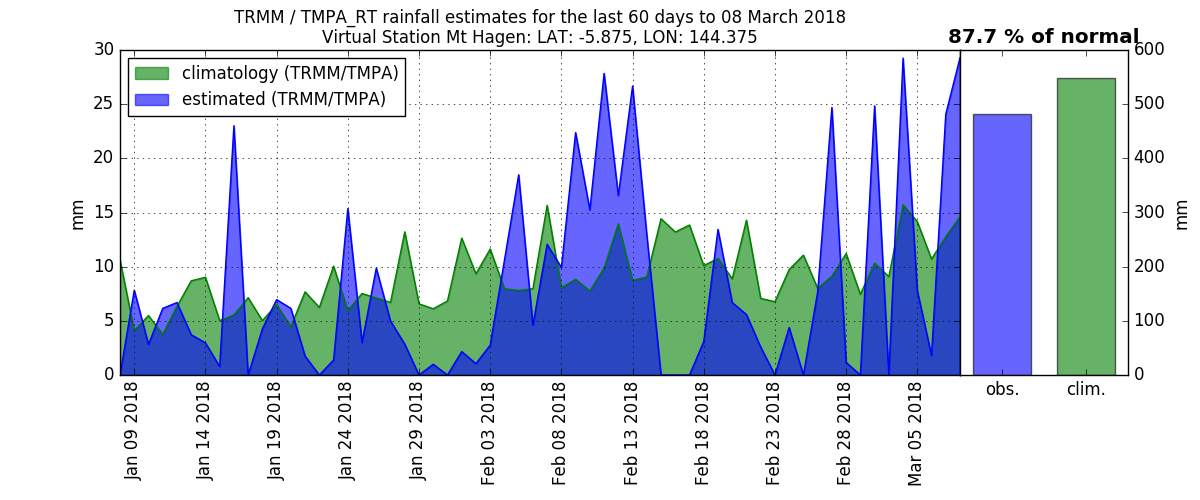 TRMM / TMPA_RT rainfall estimates for the last 60 days to 08 March 2018
Virtual Station Mt Hagen: LAT: -5.875, LON: 144.375
87.7 % of normal
climatology (TRMM/TMPA)
estimated (TRMM/TMPA)
30
25
20
15
10
5
0
mm
Jan 09 2018
Jan 14 2018
Jan 19 2018
Jan 24 2018
Jan 29 2018
Feb 03 2018
Feb 08 2018
Feb 13 2018
Feb 18 2018
Feb 23 2018
Feb 28 2018
Mar 05 2018
obs.
clim.
600
500
400
300
200
100
0
mm